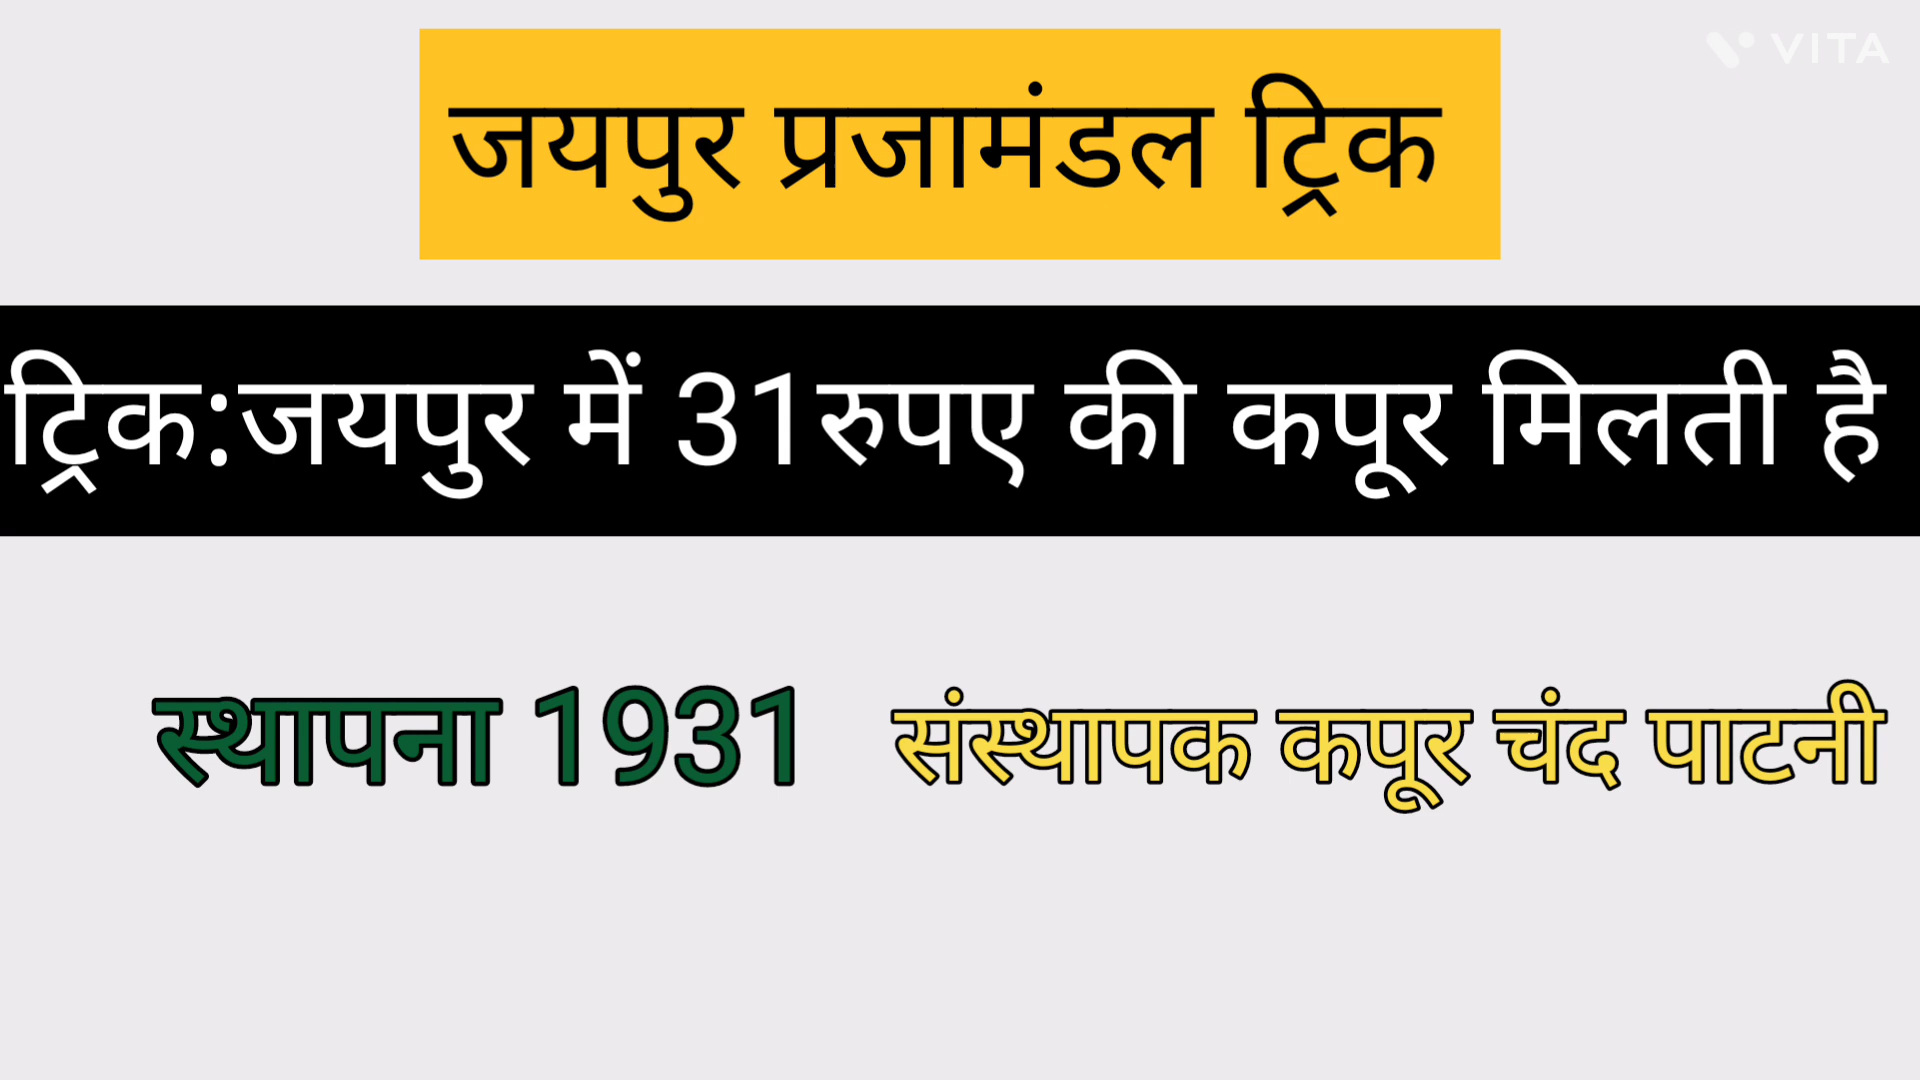 VITA
जयपुर प्रजामंडल ट्रिक
ट्रिक:जयपुर में 31रुपए की कपूर मिलती है
स्थापना 1931 संस्थापक कपूर चंद पाटनी